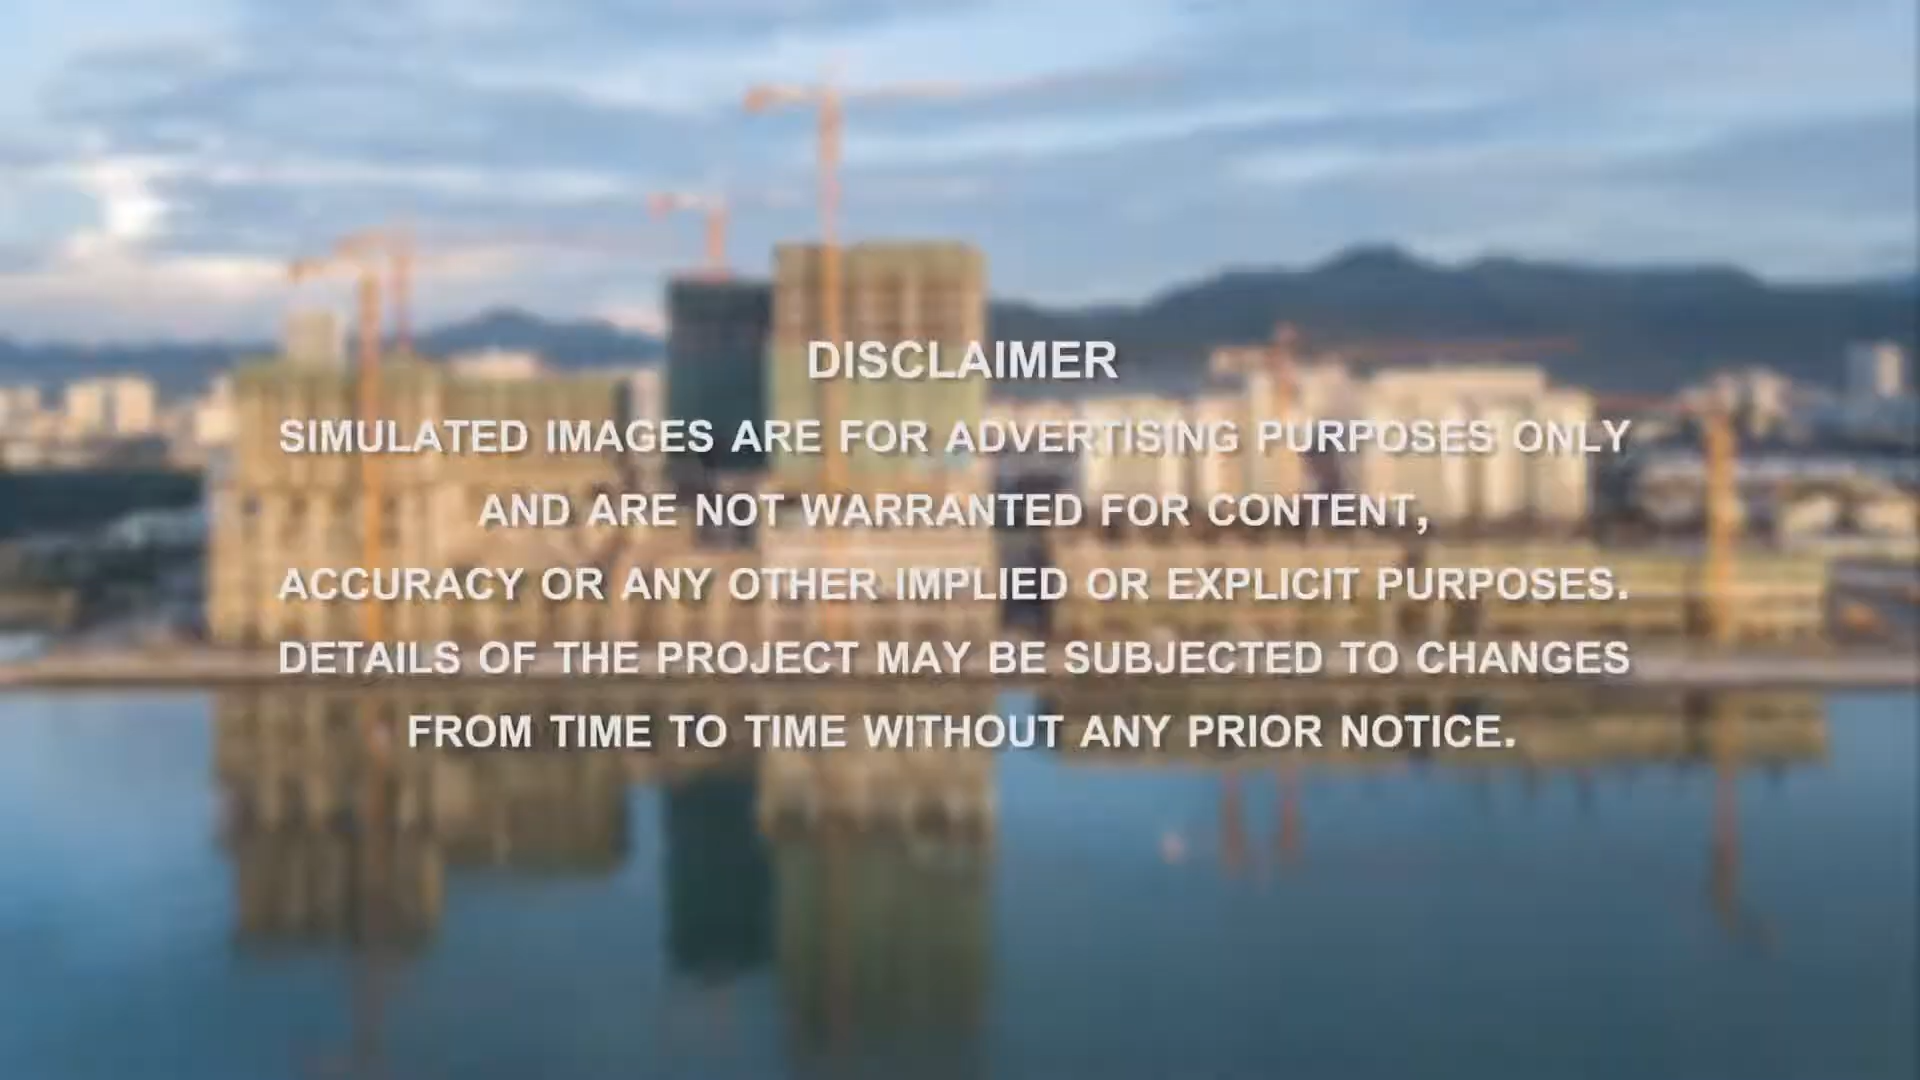 DISCLAIMER
SIMULATED IMAGES ARE FOR ADVERTISING PURPOSES ONLY
AND ARE NOT WARRANTED FOR CONTENT,
ACCURACY OR ANY OTHER IMPLIED OR EXPLICIT PURPOSES.
DETAILS OF THE PROJECT MAY BE SUBJECTED TO CHANGES
FROM TIME TO TIME WITHOUT ANY PRIOR NOTICE.